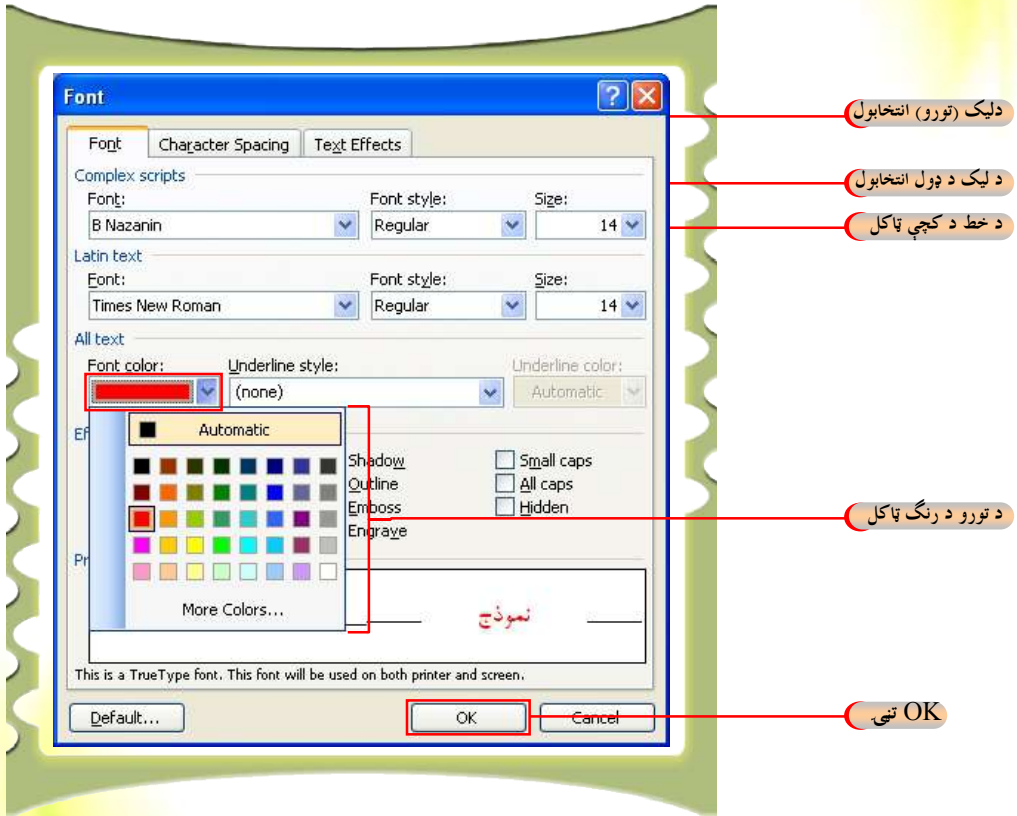 Font
دلیک (تورو) انتخابول
Font Character Spacing Text Effects
Complex scripts
د لیک د ډول انتخابول
Font: Font style: Size:
B Nazanin Regular 14
د خط د کچې ټاکل
Latin text
Font: Font style: Size:
Times New Roman Regular 14
All text
Font color: Underline style: Underline color:
(none) Automatic
Automatic
Shadow Small caps
Outline All caps
Emboss Hidden
Engrave
د تورو د رنگ ټاکل
More Colors...
نموذج
This is a TrueType font. This font will be used on both printer and screen.
Default... OK Cancel
OK تڼۍ